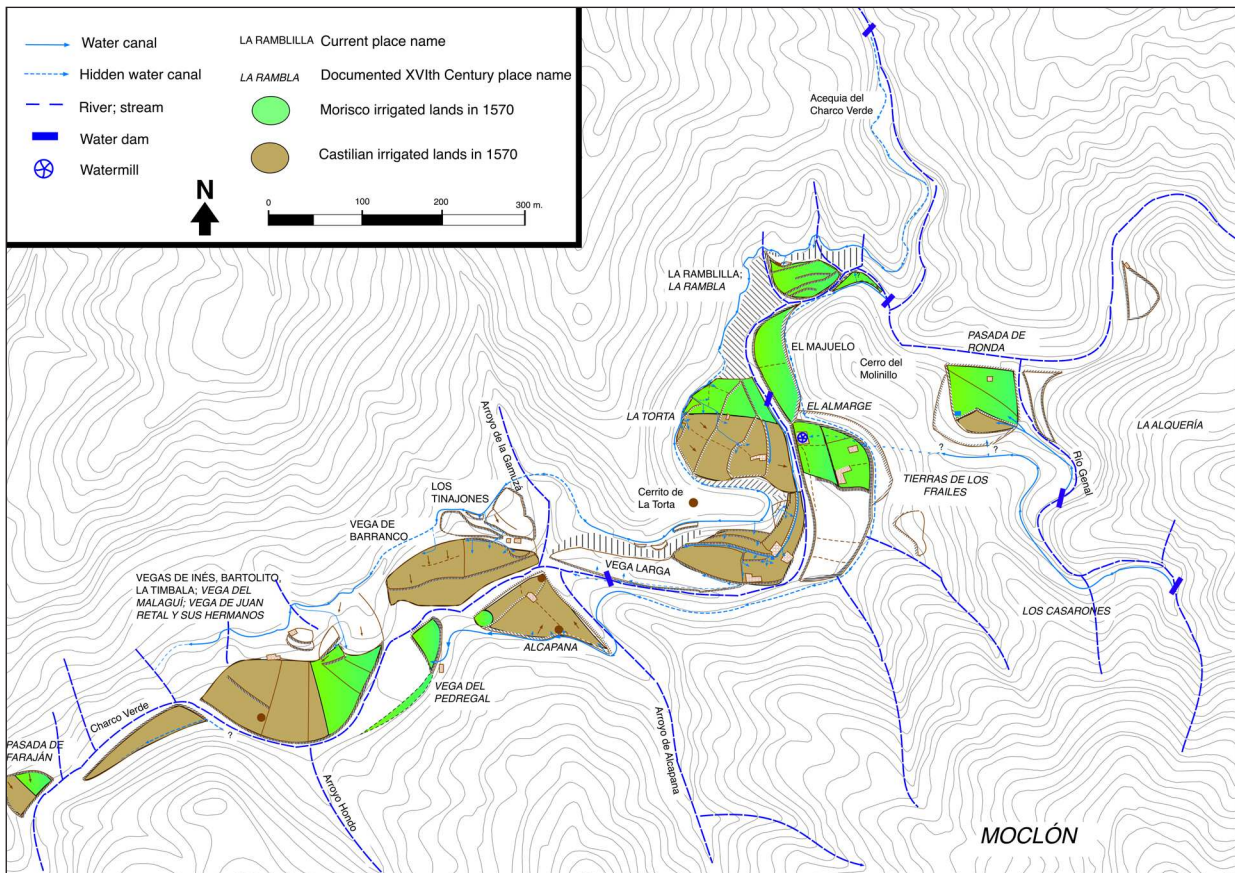 Water canal
Hidden water canal
River; stream
Water dam
Watermill
LA RAMBLILLA Current place name
LA RAMBLA Documented XVIth Century place name
Morisco irrigated lands in 1570
Castilian irrigated lands in 1570
N
0 100 200 300 m.
Acequia del
Charco Verde
LA RAMBLILLA;
LA RAMBLA
PASADA DE
RONDA
EL MAJUELO
Cerro del
Molinillo
EL ALMARGE
LA TORTA
LA ALQUERÍA
Río Genal
?
?
?
TIERRAS DE LOS
FRAILES
Arroyo de la Gamuza
LOS
TINAJONES
Cerrito de
La Torta
VEGA DE
BARRANCO
VEGA LARGA
VEGAS DE INÉS, BARTOLITO,
LA TIMBALA; VEGA DEL
MALAGUÍ; VEGA DE JUAN
RETAL Y SUS HERMANOS
LOS CASARONES
ALCAPANA
VEGA DEL
PEDREGAL
Charco Verde
?
PASADA DE
FARAJÁN
Arroyo Hondo
Arroyo de Alcapana
MOCLÓN